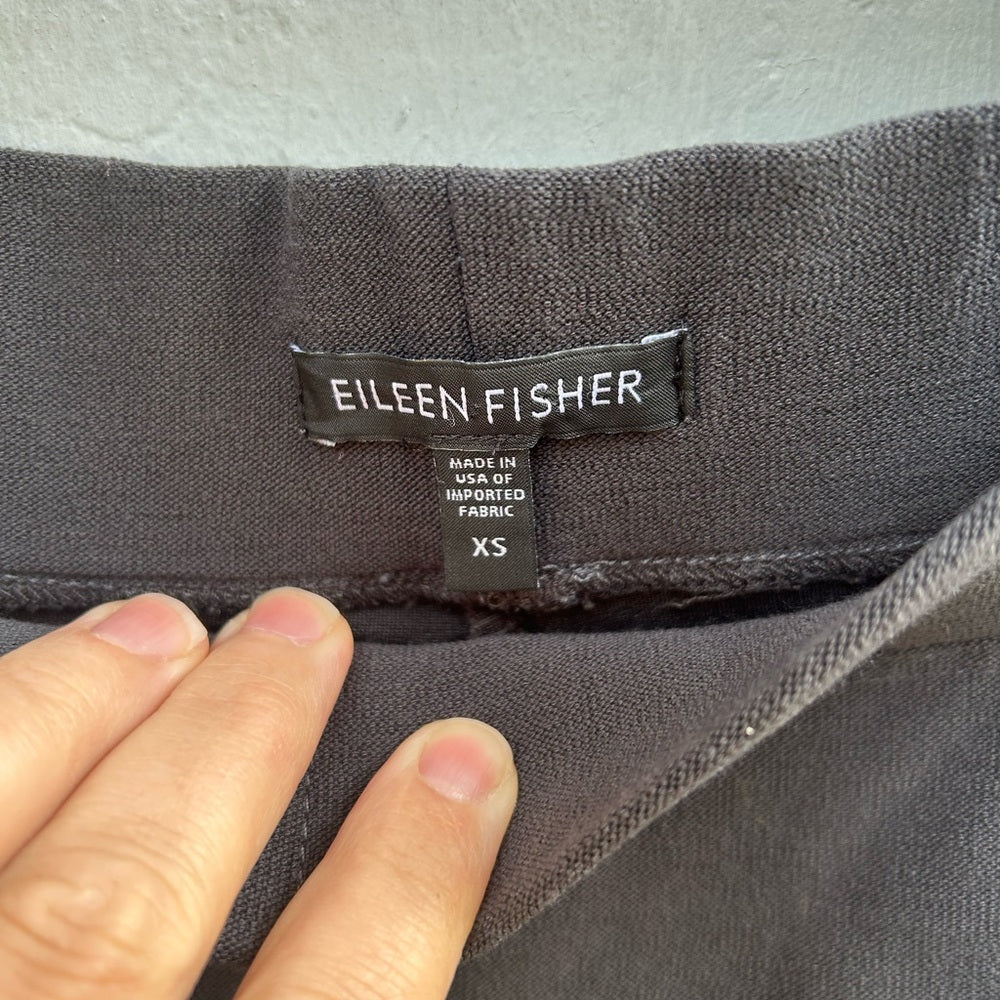 EILEEN FISHER
MADE IN
USA OF
IMPORTED
FABRIC
XS